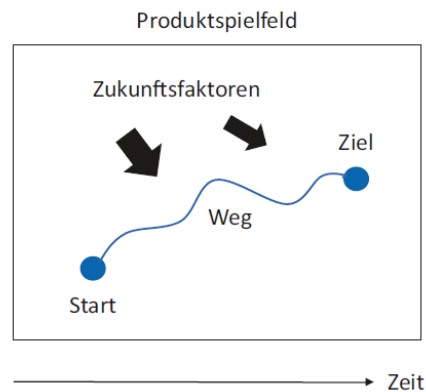 Produktspielfeld
Zukunftsfaktoren
Ziel
Weg
Start
Zeit